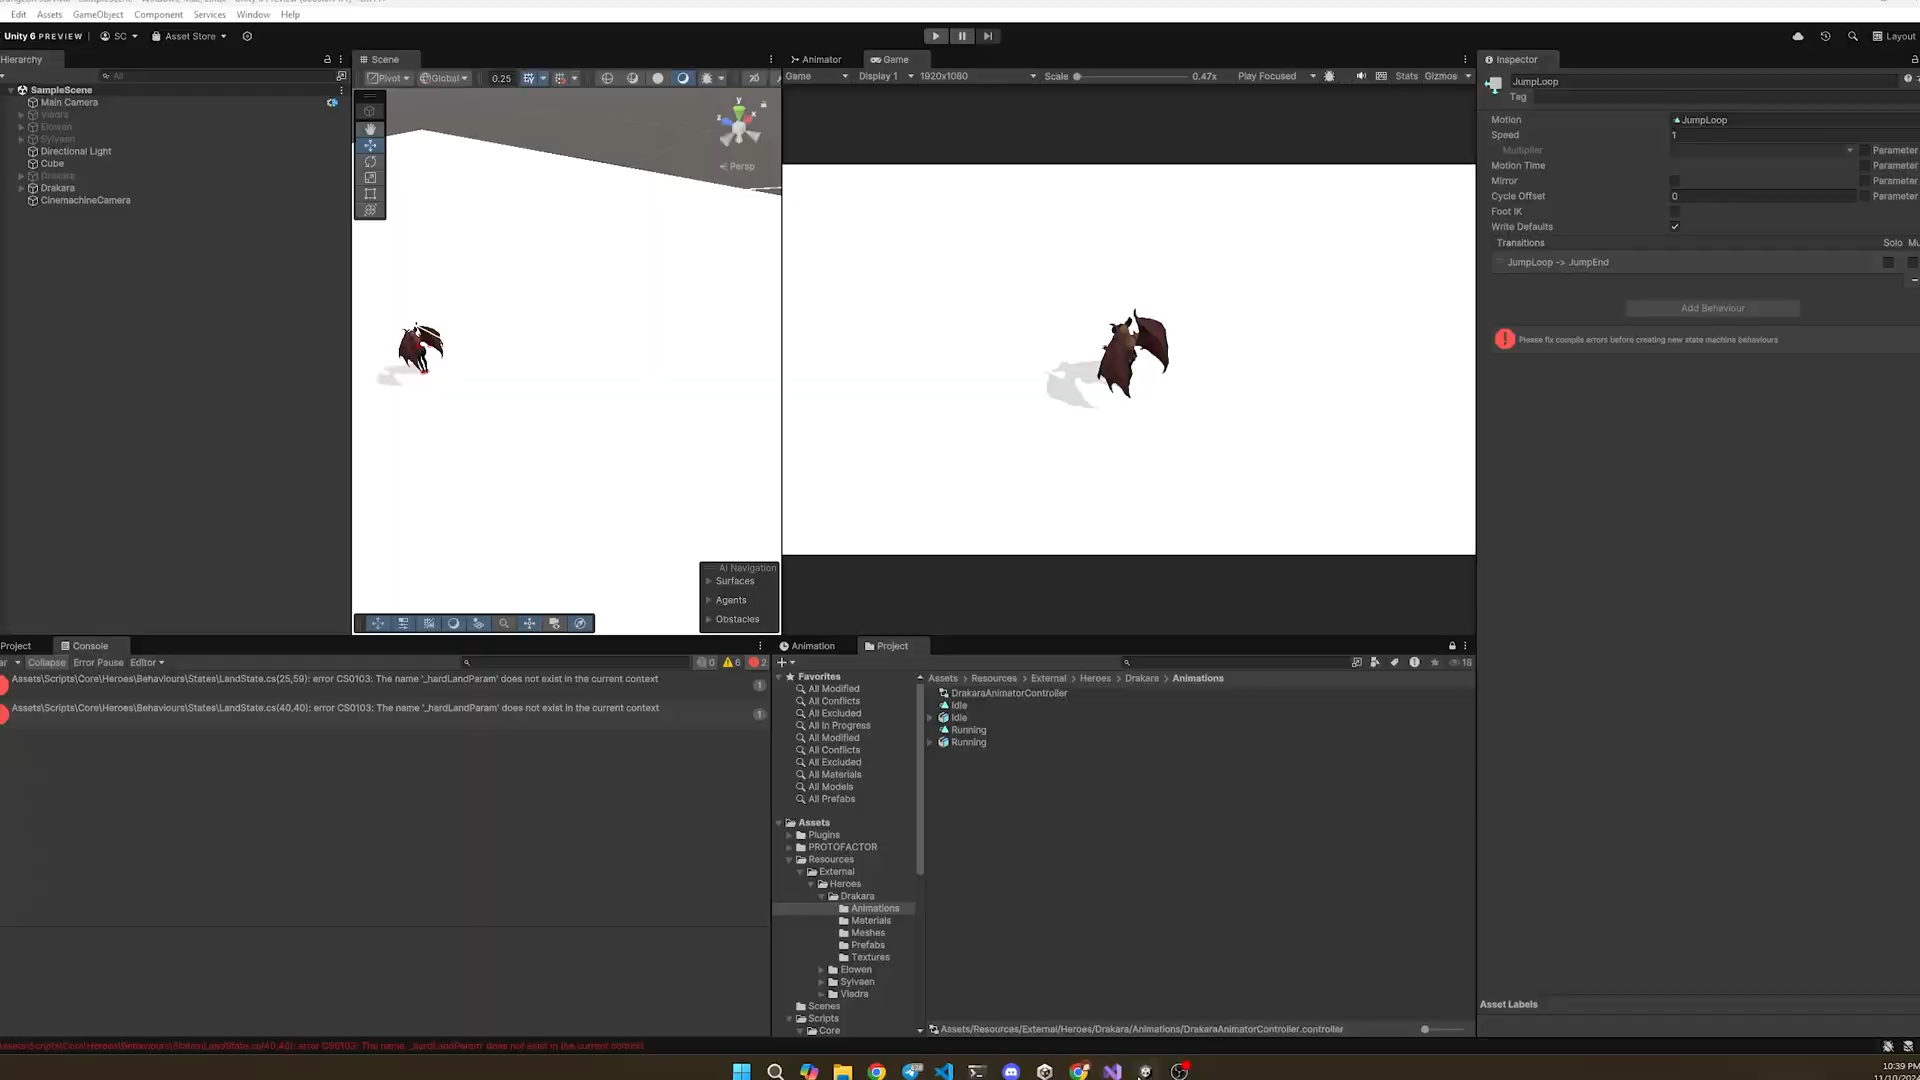 Edit Assets GameObject Component Services Window Help
Unity 6 PREVIEW SC Asset Store Layout
Hierarchy
All
SampleScene
Main Camera
Viadra
Elowen
Sylvaen
Directional Light
Cube
Drakara
Drakara
CinemachineCamera
Scene
Pivot Global 0.25
Persp
AI Navigation
Surfaces
Agents
Obstacles
Animator Game
Game Display 1 1920x1080 Scale 0.47x Play Focused Stats Gizmos
Inspector
JumpLoop
Tag
Motion JumpLoop
Speed 1
Multiplier Parameter
Motion Time Parameter
Mirror Parameter
Cycle Offset 0 Parameter
Foot IK
Write Defaults
Transitions Solo Mu
JumpLoop -> JumpEnd
Add Behaviour
Please fix compile errors before creating new state machine behaviours
Asset Labels
Project Console
ar Collapse Error Pause Editor 0 6 2
Assets\Scripts\Core\Heroes\Behaviours\States\LandState.cs(25,59): error CS0103: The name '_hardLandParam' does not exist in the current context
1
Assets\Scripts\Core\Heroes\Behaviours\States\LandState.cs(40,40): error CS0103: The name '_hardLandParam' does not exist in the current context
1
Animation Project
18
Favorites
All Modified
All Conflicts
All Excluded
All In Progress
All Modified
All Conflicts
All Excluded
All Materials
All Models
All Prefabs
Assets
Plugins
PROTOFACTOR
Resources
External
Heroes
Drakara
Animations
Materials
Meshes
Prefabs
Textures
Elowen
Sylvaen
Viadra
Scenes
Scripts
Core
Assets > Resources > External > Heroes > Drakara > Animations
DrakaraAnimatorController
Idle
Idle
Running
Running
Assets/Resources/External/Heroes/Drakara/Animations/DrakaraAnimatorController.controller
Assets\Scripts\Core\Heroes\Behaviours\States\LandState.cs(40,40): error CS0103: The name '_hardLandParam' does not exist in the current context
10:39 PM